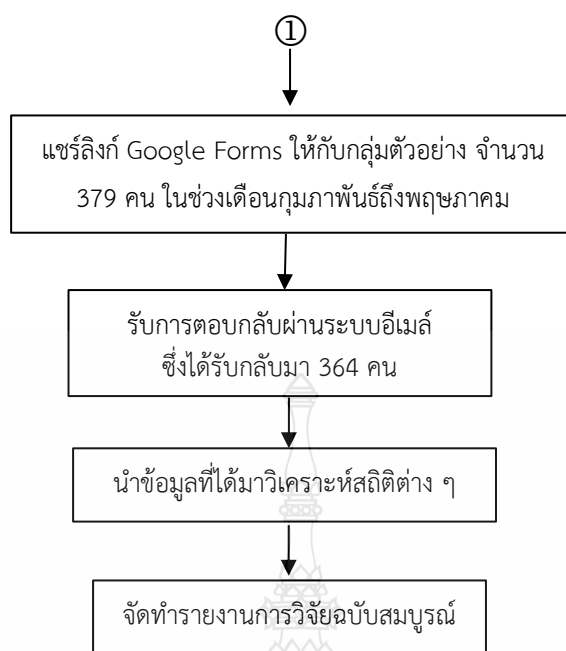 ①
แชร์ลิงก์ Google Forms ให้กับกลุ่มตัวอย่าง จำนวน
379 คน ในช่วงเดือนกุมภาพันธ์ถึงพฤษภาคม
รับการตอบกลับผ่านระบบอีเมล์
ซึ่งได้รับกลับมา 364 คน
นำข้อมูลที่ได้มาวิเคราะห์สถิติต่าง ๆ
จัดทำรายงานการวิจัยฉบับสมบูรณ์